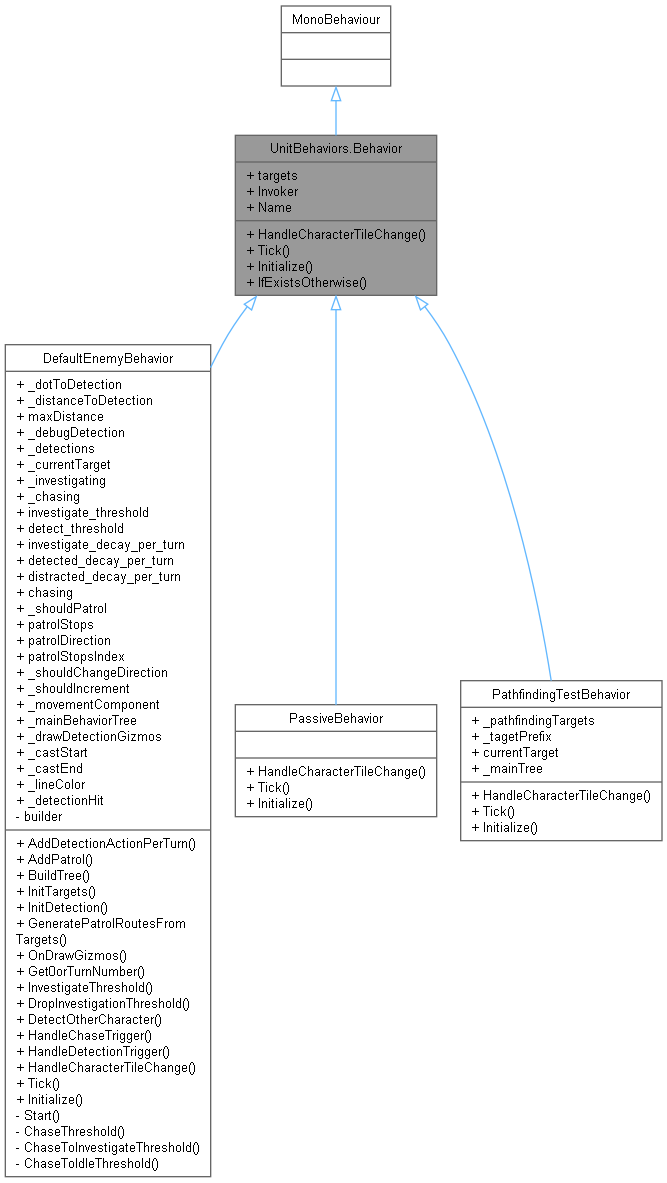 MonoBehaviour
UnitBehaviors.Behavior
+ targets
+ Invoker
+ Name
+ HandleCharacterTileChange()
+ Tick()
+ Initialize()
+ IfExistsOtherwise()
DefaultEnemyBehavior
+ _dotToDetection
+ _distanceToDetection
+ maxDistance
+ _debugDetection
+ _detections
+ _currentTarget
+ _investigating
+ _chasing
+ investigate_threshold
+ detect_threshold
+ investigate_decay_per_turn
+ detected_decay_per_turn
+ distracted_decay_per_turn
+ chasing
+ _shouldPatrol
+ patrolStops
+ patrolDirection
+ patrolStopsIndex
+ _shouldChangeDirection
+ _shouldIncrement
+ _movementComponent
+ _mainBehaviorTree
+ _drawDetectionGizmos
+ _castStart
+ _castEnd
+ _lineColor
+ _detectionHit
- builder
+ AddDetectionActionPerTurn()
+ AddPatrol()
+ BuildTree()
+ InitTargets()
+ InitDetection()
+ GeneratePatrolRoutesFrom
Targets()
+ OnDrawGizmos()
+ Get0orTurnNumber()
+ InvestigateThreshold()
+ DropInvestigationThreshold()
+ DetectOtherCharacter()
+ HandleChaseTrigger()
+ HandleDetectionTrigger()
+ HandleCharacterTileChange()
+ Tick()
+ Initialize()
- Start()
- ChaseThreshold()
- ChaseToInvestigateThreshold()
- ChaseToIdleThreshold()
PassiveBehavior
+ HandleCharacterTileChange()
+ Tick()
+ Initialize()
PathfindingTestBehavior
+ _pathfindingTargets
+ _tagetPrefix
+ currentTarget
+ _mainTree
+ HandleCharacterTileChange()
+ Tick()
+ Initialize()